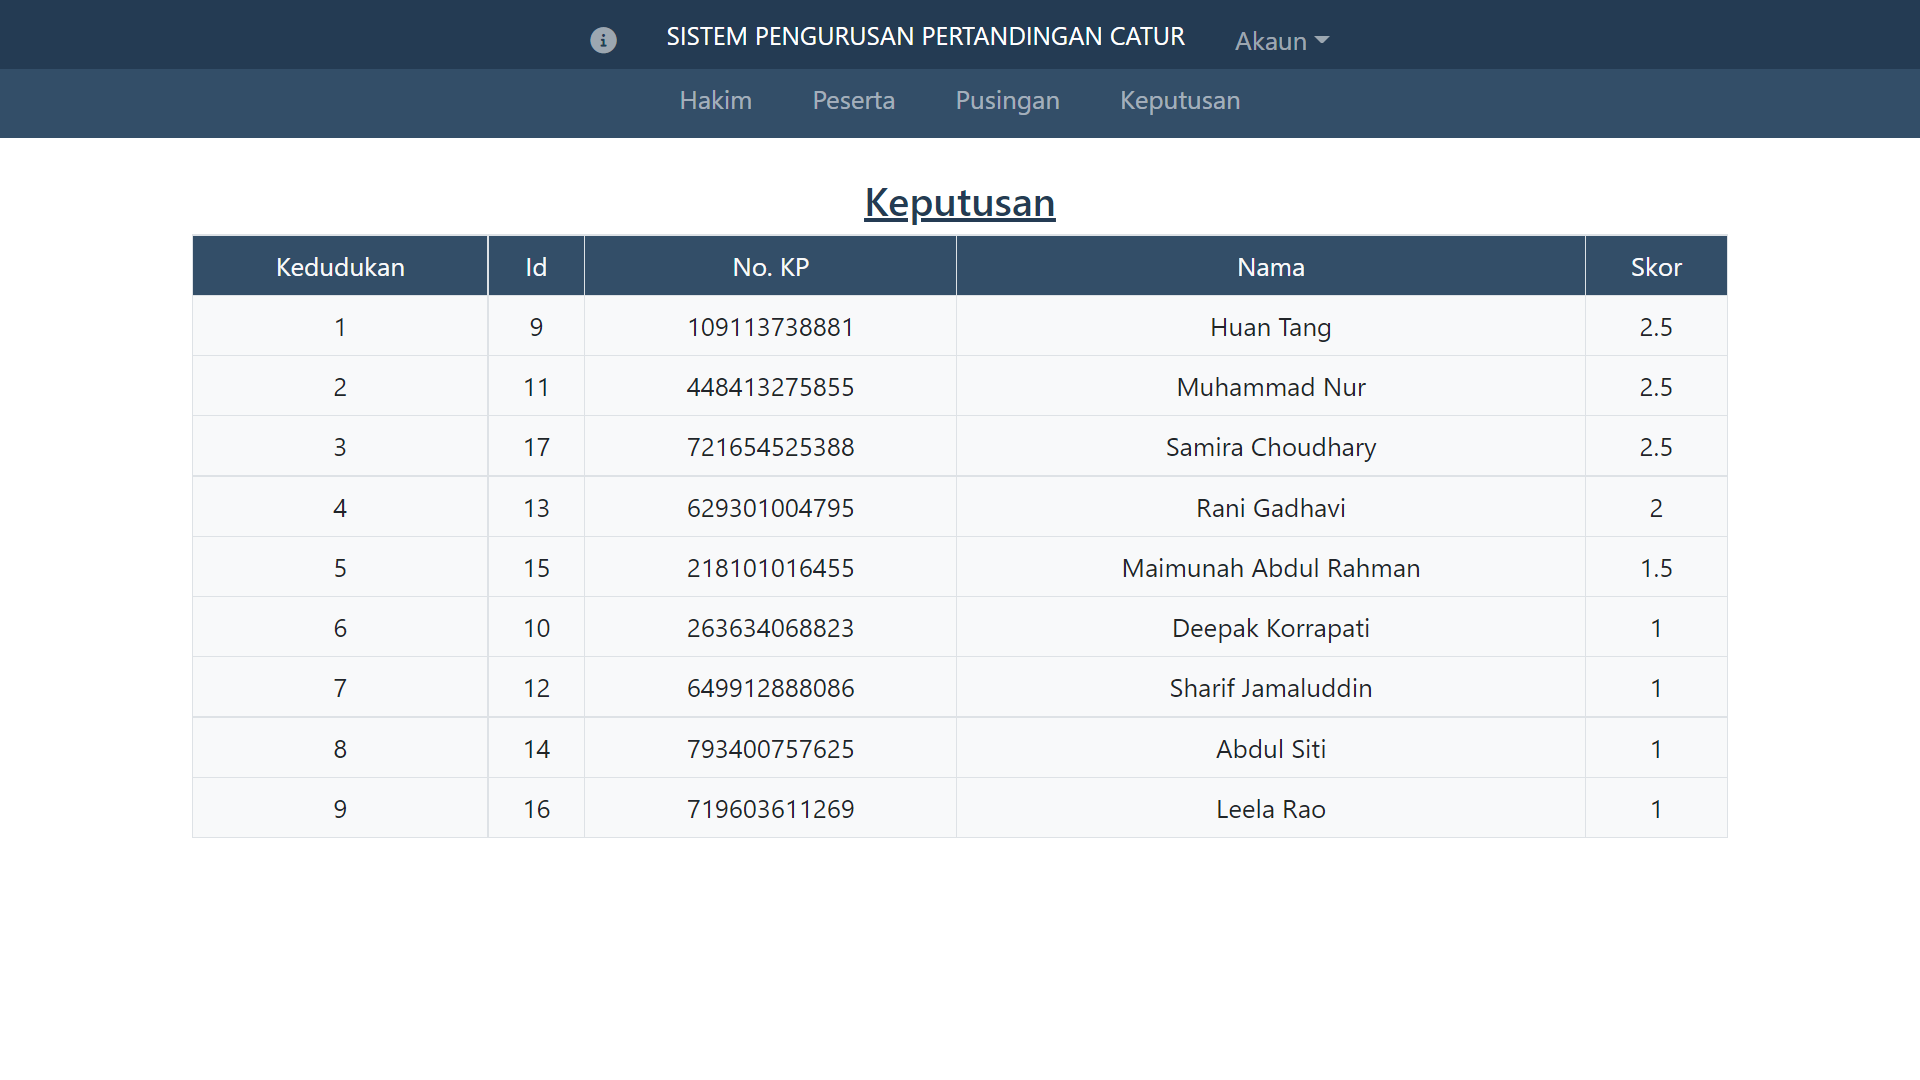 SISTEM PENGURUSAN PERTANDINGAN CATUR Akaun
Hakim Peserta Pusingan Keputusan
Keputusan
Kedudukan Id No. KP Nama Skor
1 9 109113738881 Huan Tang 2.5
2 11 448413275855 Muhammad Nur 2.5
3 17 721654525388 Samira Choudhary 2.5
4 13 629301004795 Rani Gadhavi 2
5 15 218101016455 Maimunah Abdul Rahman 1.5
6 10 263634068823 Deepak Korrapati 1
7 12 649912888086 Sharif Jamaluddin 1
8 14 793400757625 Abdul Siti 1
9 16 719603611269 Leela Rao 1